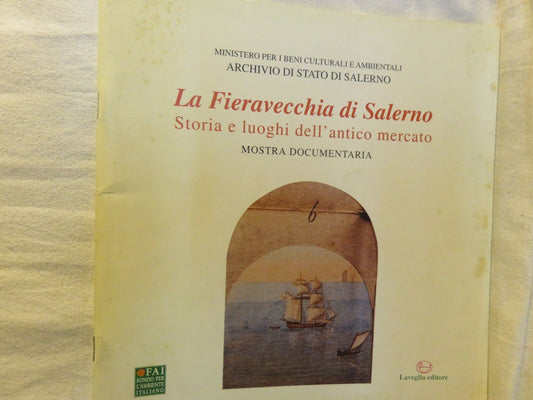 MINISTERO PER I BENI CULTURALI E AMBIENTALI
ARCHIVIO DI STATO DI SALERNO
La Fieravecchia di Salerno
Storia e luoghi dell'antico mercato
MOSTRA DOCUMENTARIA
6
FAI
FONDO PER
L'AMBIENTE
ITALIANO
Laveglia editore